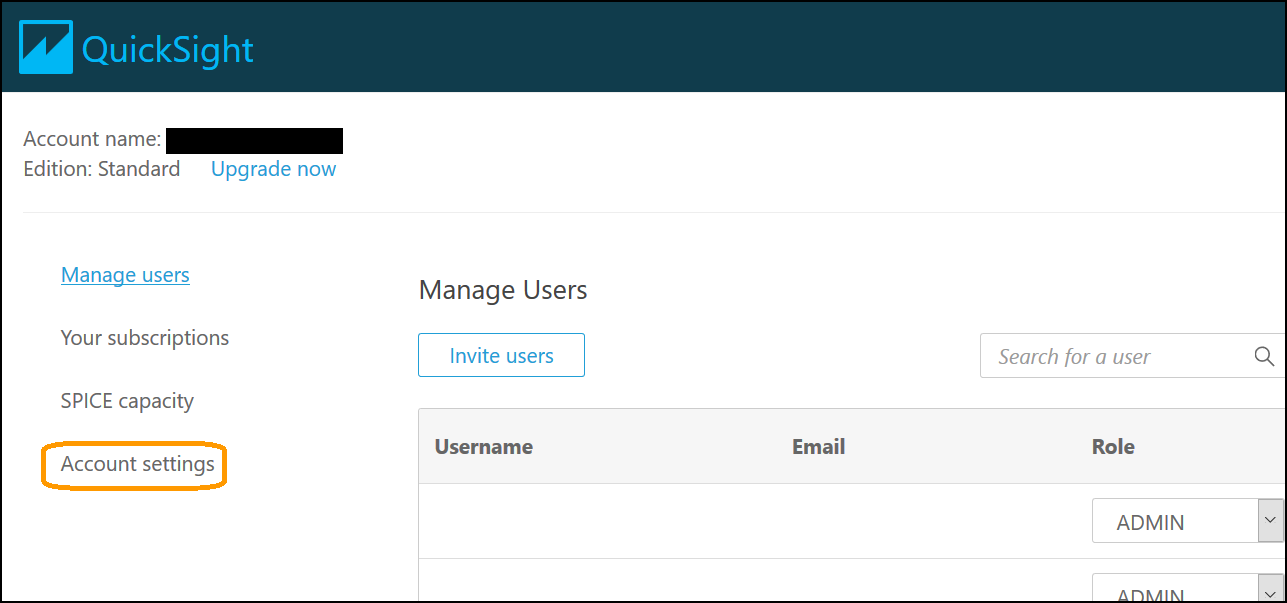 QuickSight
Account name:
Edition: Standard Upgrade now
Manage users
Your subscriptions
SPICE capacity
Account settings
Manage Users
Invite users
Search for a user
Username Email Role
ADMIN
ADMIN